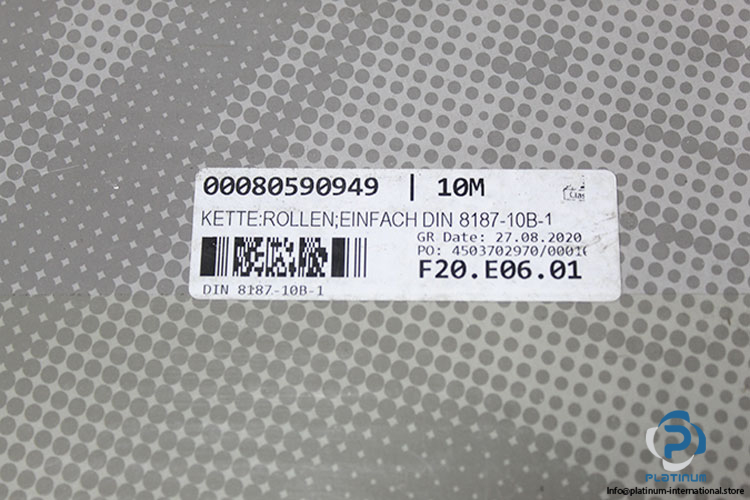 00080590949 | 10M
KETTE:ROLLEN;EINFACH DIN 8187-10B-1
GR Date: 27.08.2020
PO: 4503702970/0001
F20.E06.01
DIN 8187-10B-1
PLATINUM
Info@platinum-international.store